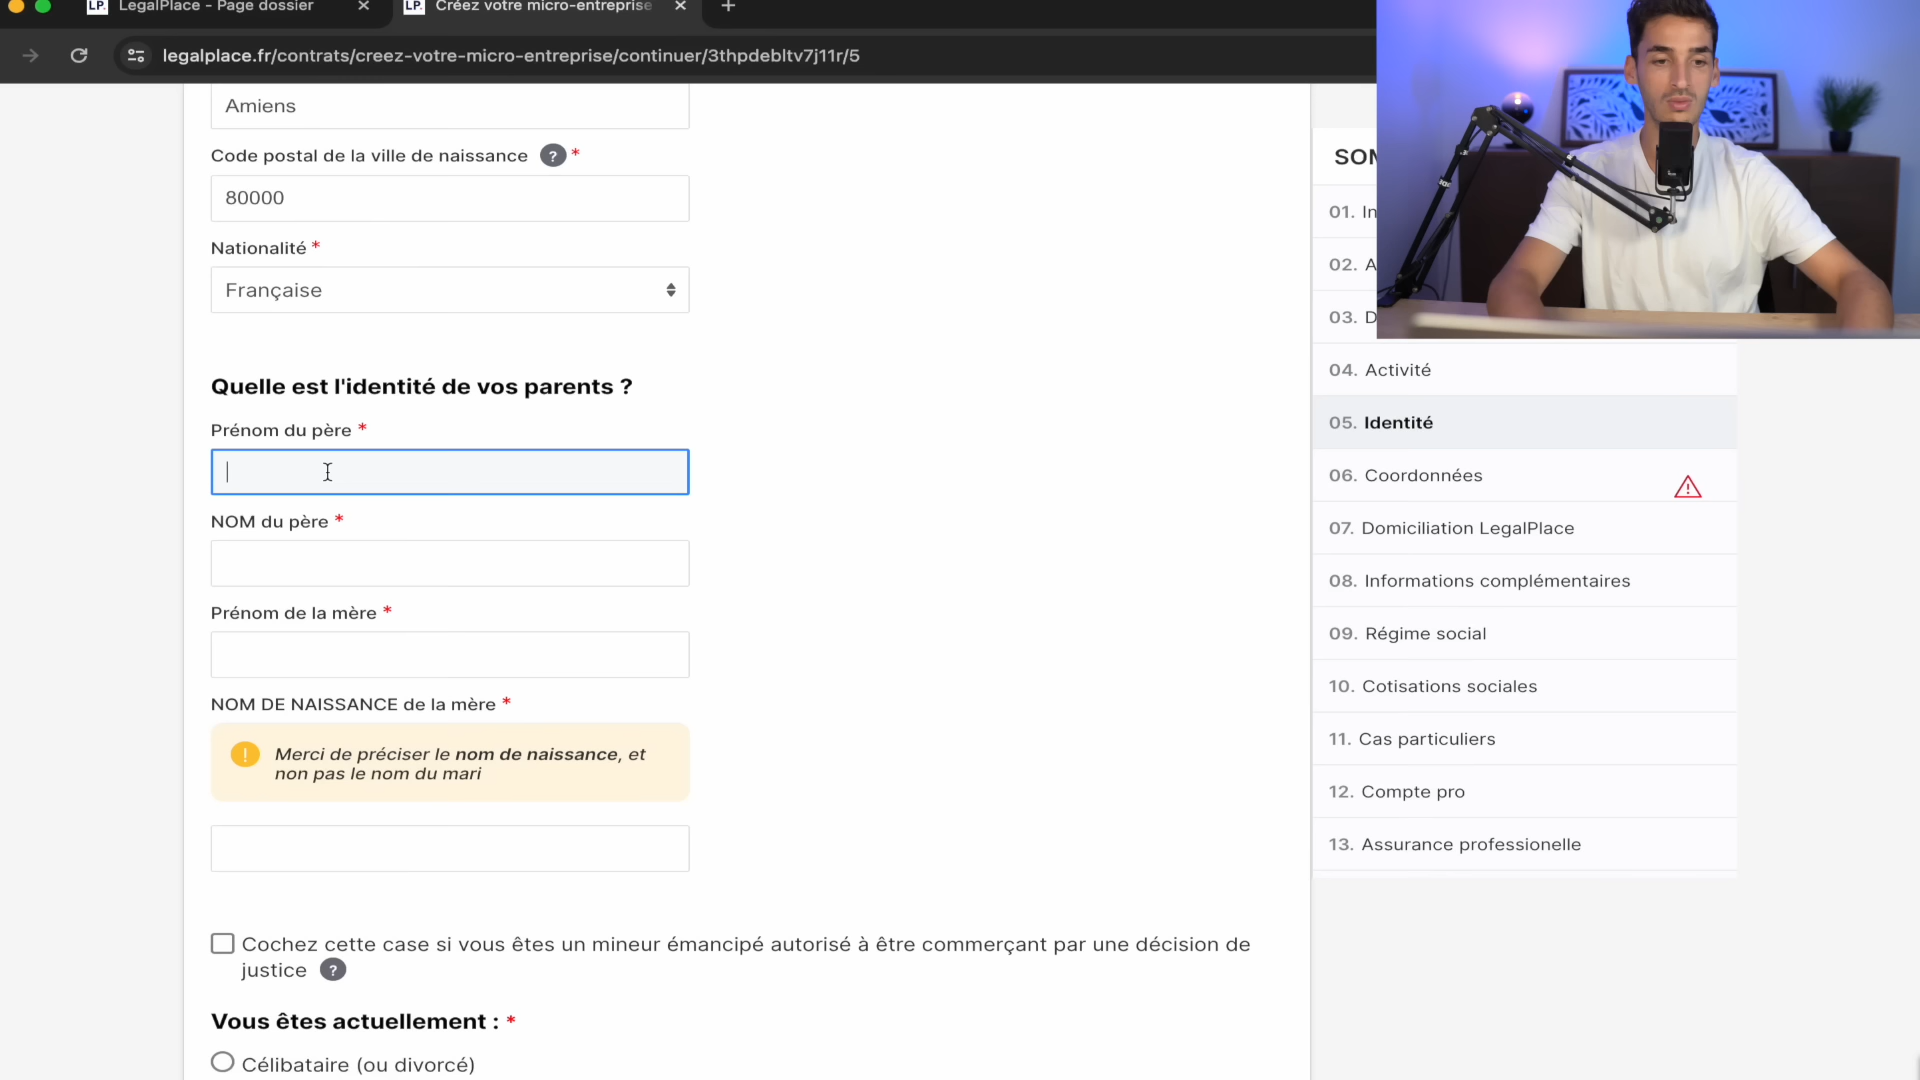 LP. LegalPlace - Page dossier
LP. Créez votre micro-entreprise
legalplace.fr/contrats/creez-votre-micro-entreprise/continuer/3thpdebltv7j11r/5
Amiens
Code postal de la ville de naissance ? *
80000
Nationalité *
Française
Quelle est l'identité de vos parents ?
Prénom du père *
NOM du père *
Prénom de la mère *
NOM DE NAISSANCE de la mère *
! Merci de préciser le nom de naissance, et
non pas le nom du mari
Cochez cette case si vous êtes un mineur émancipé autorisé à être commerçant par une décision de
justice ?
Vous êtes actuellement : *
Célibataire (ou divorcé)
01.
02.
03.
04. Activité
05. Identité
06. Coordonnées
07. Domiciliation LegalPlace
08. Informations complémentaires
09. Régime social
10. Cotisations sociales
11. Cas particuliers
12. Compte pro
13. Assurance professionelle